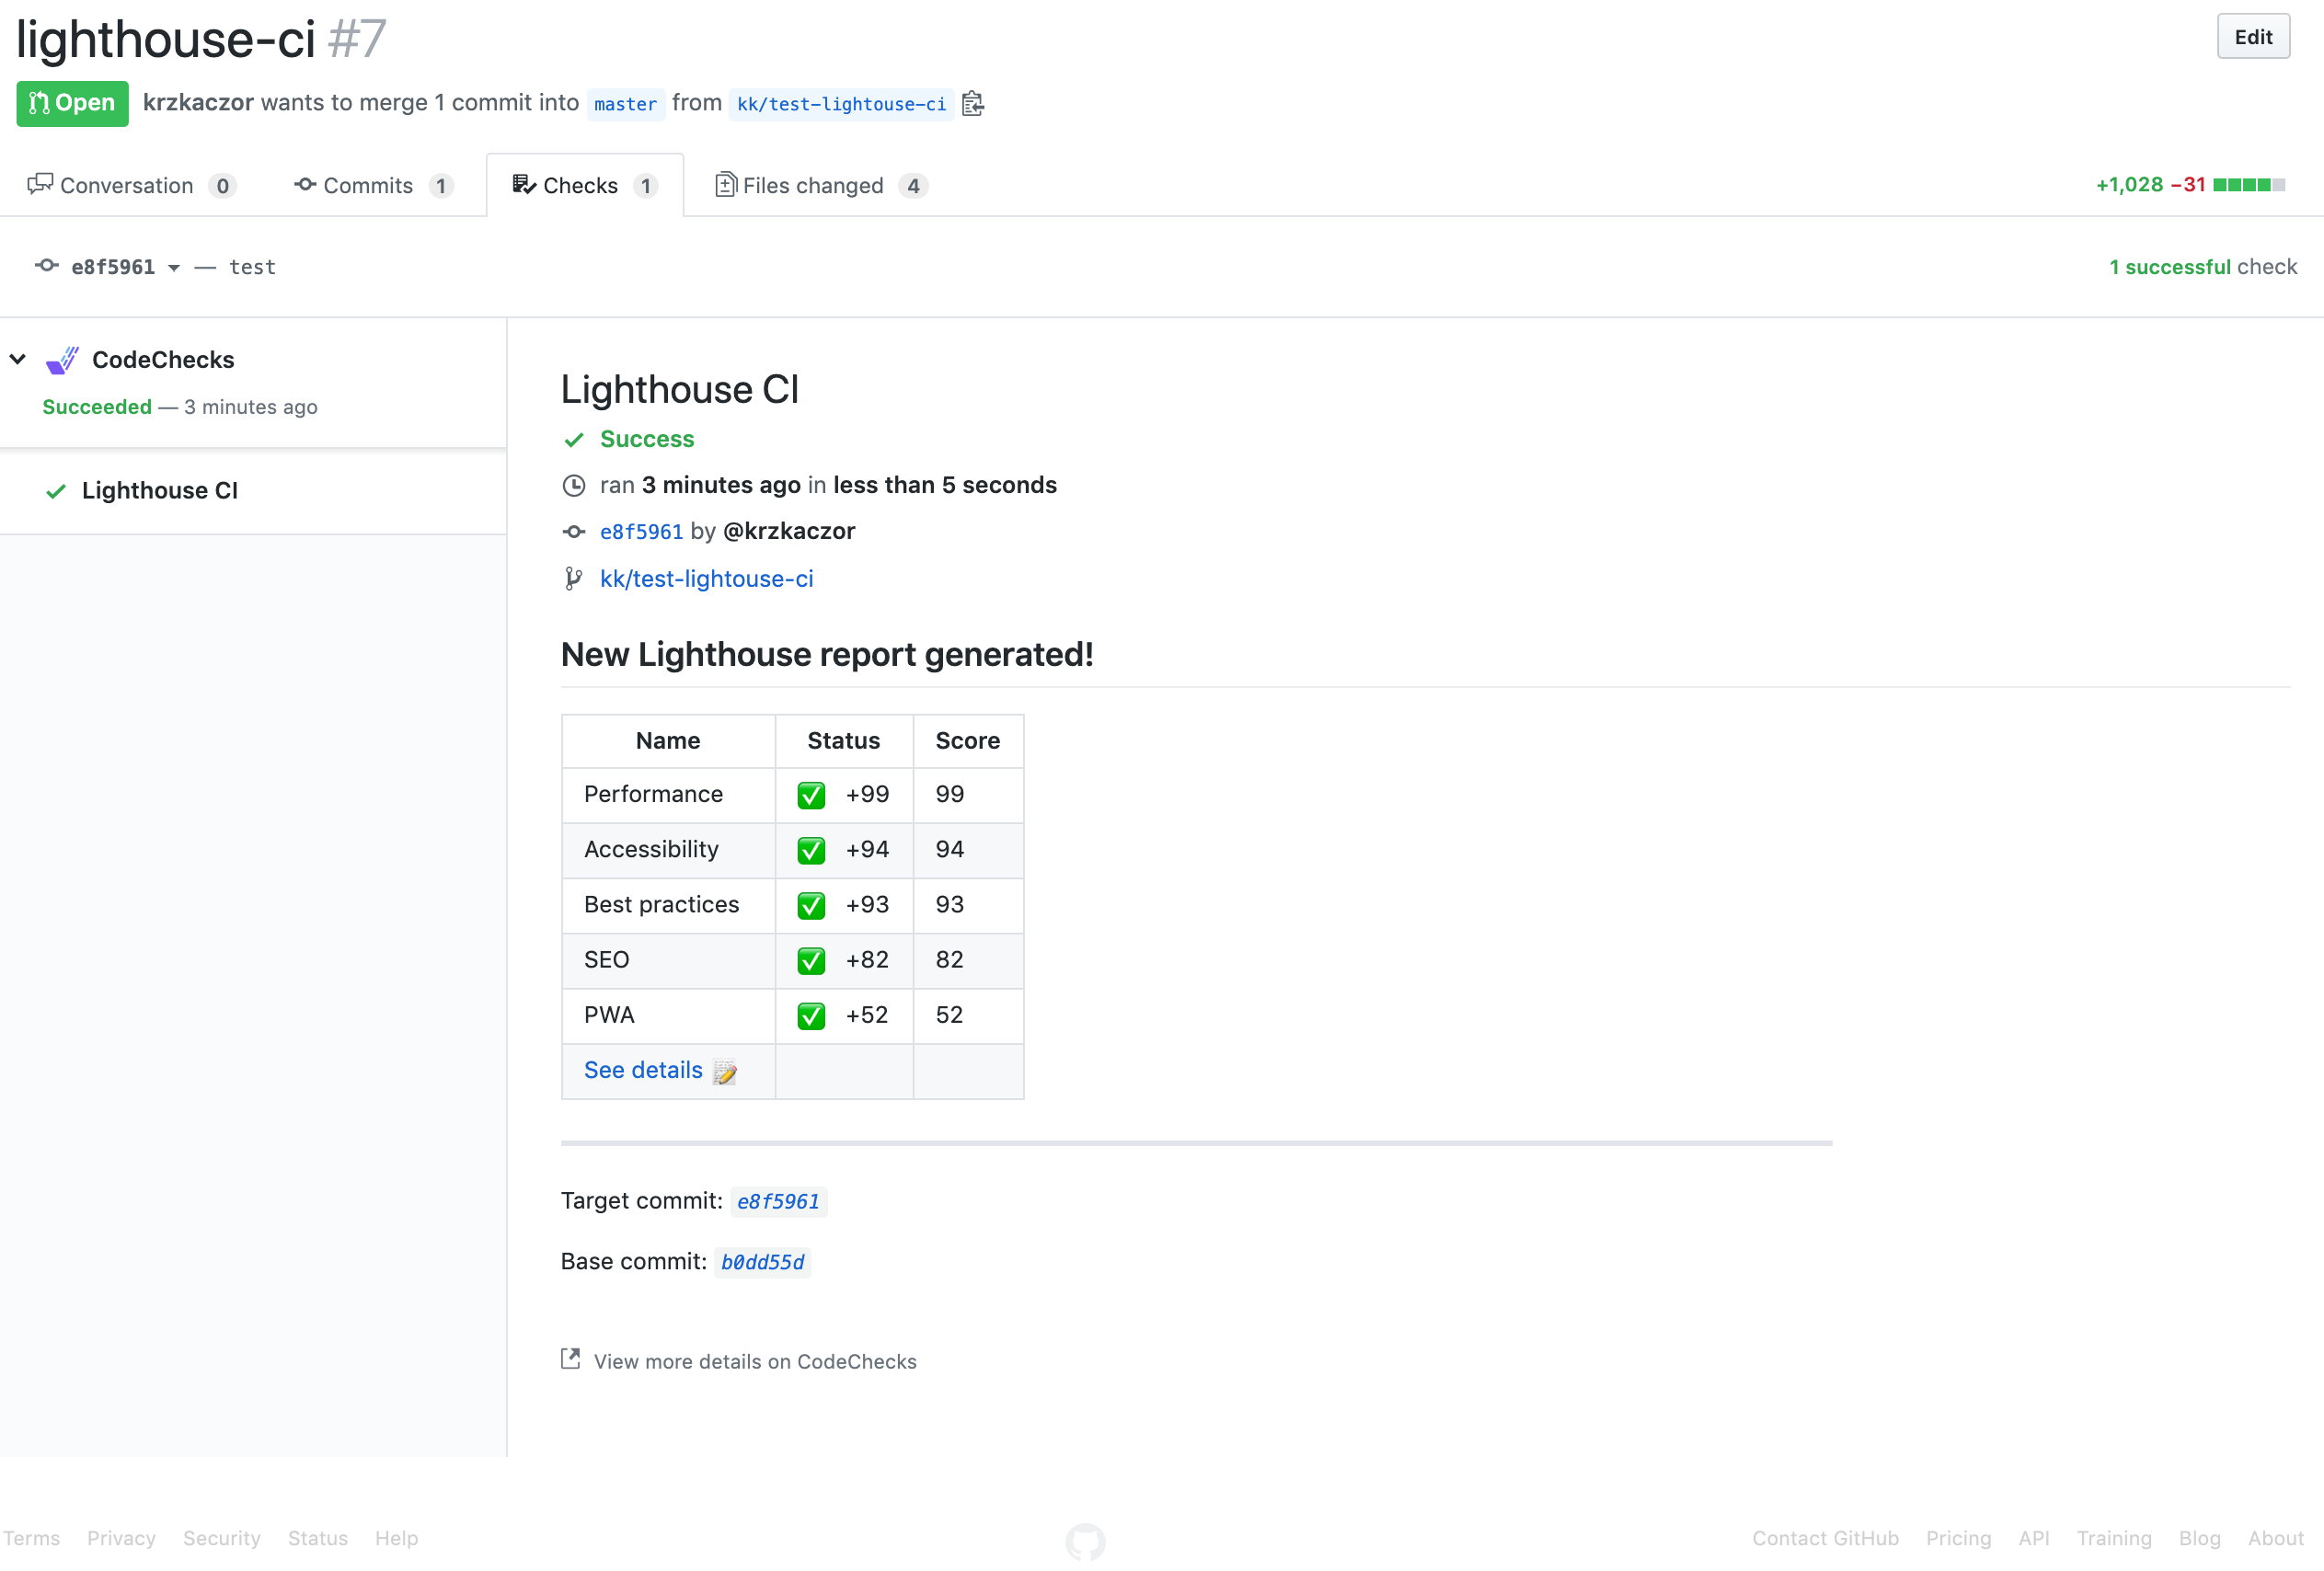 lighthouse-ci #7
Edit
Open krzkaczor wants to merge 1 commit into master from kk/test-lightouse-ci
Conversation 0 Commits 1 Checks 1 Files changed 4 +1,028 −31
e8f5961 — test
1 successful check
CodeChecks
Succeeded — 3 minutes ago
Lighthouse CI
Lighthouse CI
Success
ran 3 minutes ago in less than 5 seconds
e8f5961 by @krzkaczor
kk/test-lightouse-ci
New Lighthouse report generated!
Name Status Score
Performance ✅ +99 99
Accessibility ✅ +94 94
Best practices ✅ +93 93
SEO ✅ +82 82
PWA ✅ +52 52
See details 📝
Target commit: e8f5961
Base commit: b0dd55d
View more details on CodeChecks
Terms Privacy Security Status Help Contact GitHub Pricing API Training Blog About